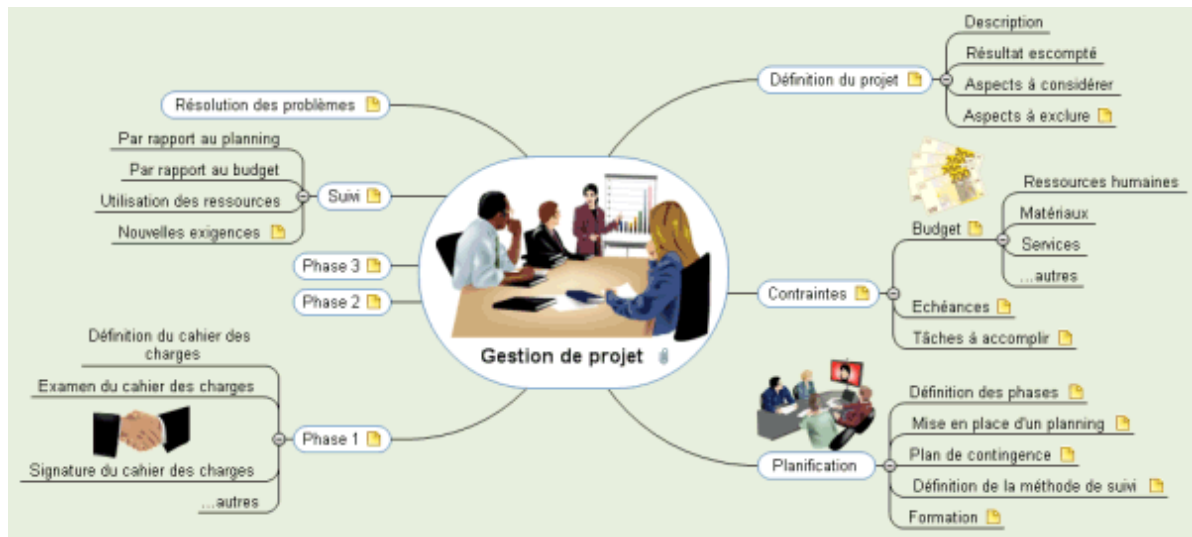 Gestion de projet
Définition du projet
Description
Résultat escompté
Aspects à considérer
Aspects à exclure
Contraintes
Budget
Ressources humaines
Matériaux
Services
...autres
Echéances
Tâches à accomplir
Planification
Définition des phases
Mise en place d'un planning
Plan de contingence
Définition de la méthode de suivi
Formation
Résolution des problèmes
Suivi
Par rapport au planning
Par rapport au budget
Utilisation des ressources
Nouvelles exigences
Phase 3
Phase 2
Phase 1
Définition du cahier des
charges
Examen du cahier des charges
Signature du cahier des charges
...autres